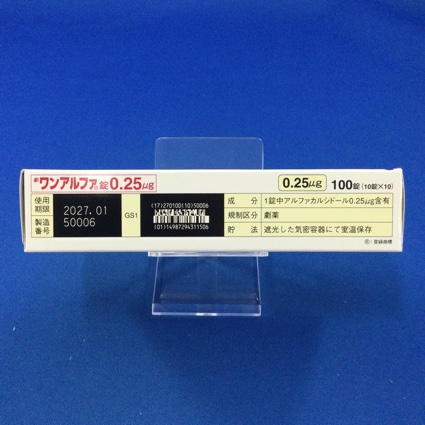 劇 ワンアルファ®錠0.25μg
0.25μg 100錠(10錠×10)
使用期限 2027.01
製造番号 50006
GS1
(17)270100(10)50006
(01)14987294311506
成分 1錠中アルファカルシドール0.25μg含有
規制区分 劇薬
貯法 遮光した気密容器にて室温保存
®:登録商標